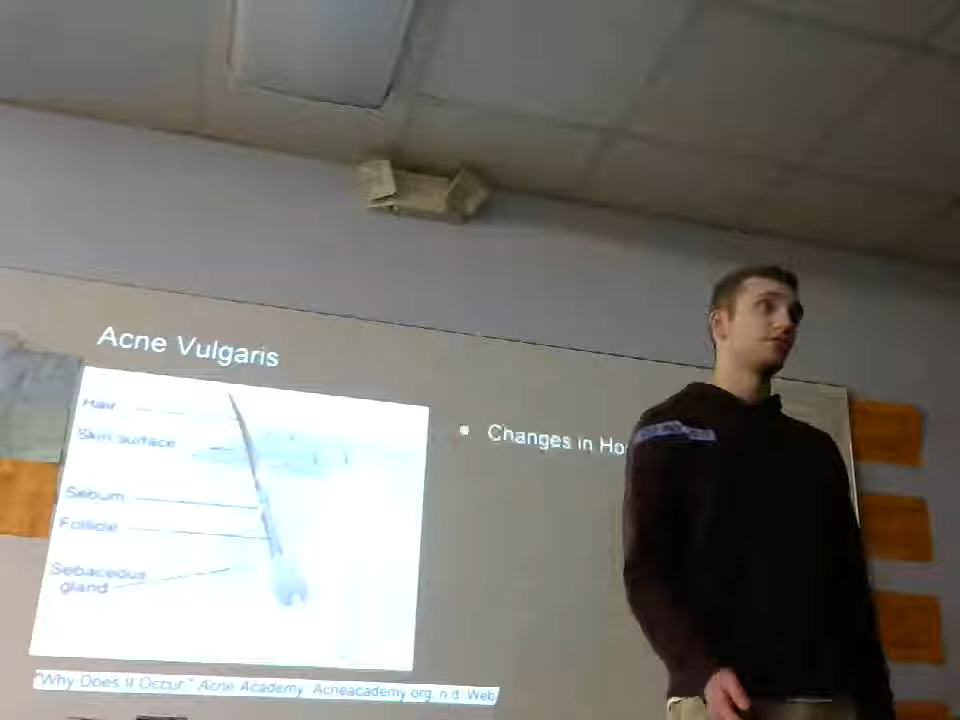 Acne Vulgaris
Hair
Skin surface
Sebum
Follicle
Sebaceous
gland
• Changes in Ho
"Why Does It Occur." Acne Academy. Acneacademy.org, n.d. Web